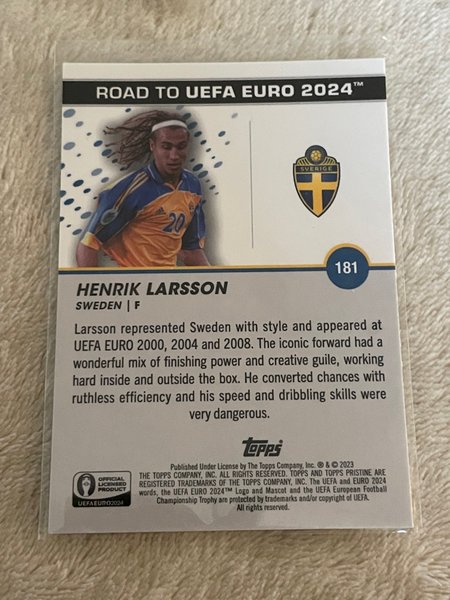 ROAD TO UEFA EURO 2024™
20
SVERIGE
181
HENRIK LARSSON
SWEDEN | F
Larsson represented Sweden with style and appeared at
UEFA EURO 2000, 2004 and 2008. The iconic forward had a
wonderful mix of finishing power and creative guile, working
hard inside and outside the box. He converted chances with
ruthless efficiency and his speed and dribbling skills were
very dangerous.
topps
Published Under License by The Topps Company, Inc. ® & © 2023
THE TOPPS COMPANY, INC. ALL RIGHTS RESERVED. TOPPS AND TOPPS PRISTINE ARE
REGISTERED TRADEMARKS OF THE TOPPS COMPANY, INC. The UEFA and EURO 2024
words, the UEFA EURO 2024™ Logo and Mascot and the UEFA European Football
Championship Trophy are protected by trademarks and/or copyright of UEFA.
All rights reserved.
OFFICIAL
LICENSED
PRODUCT
UEFA EURO2024